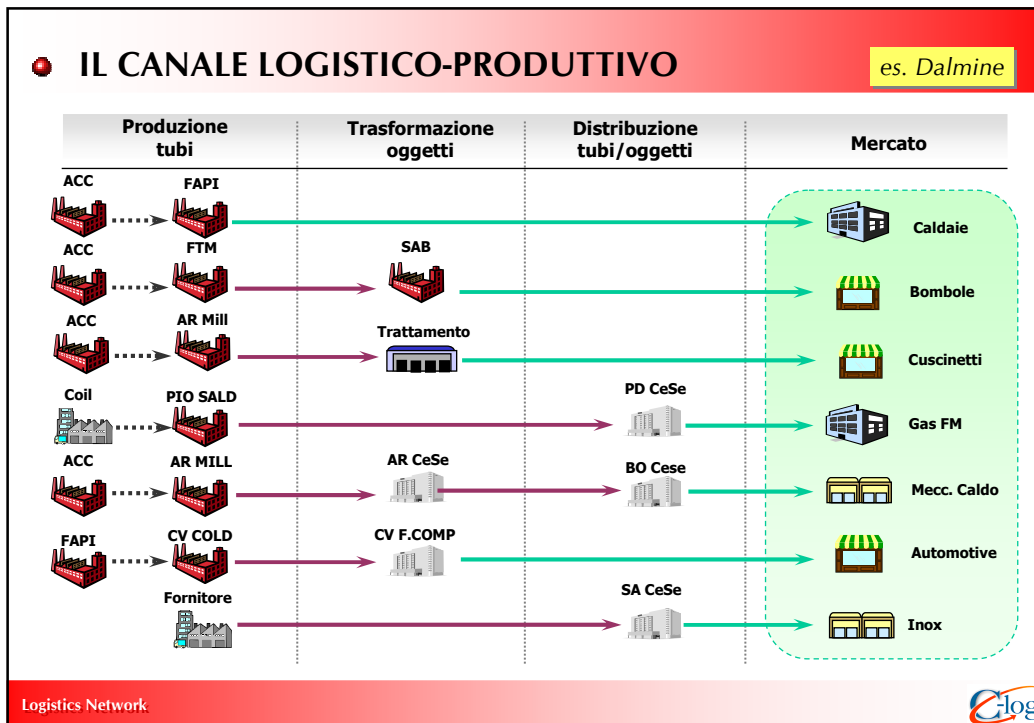 IL CANALE LOGISTICO-PRODUTTIVO
es. Dalmine
Produzione
tubi
Trasformazione
oggetti
Distribuzione
tubi/oggetti
Mercato
ACC
FAPI
Caldaie
ACC
FTM
SAB
Bombole
ACC
AR Mill
Trattamento
Cuscinetti
Coil
PIO SALD
PD CeSe
Gas FM
ACC
AR MILL
AR CeSe
BO Cese
Mecc. Caldo
FAPI
CV COLD
CV F.COMP
Automotive
Fornitore
SA CeSe
Inox
Logistics Network
C-log